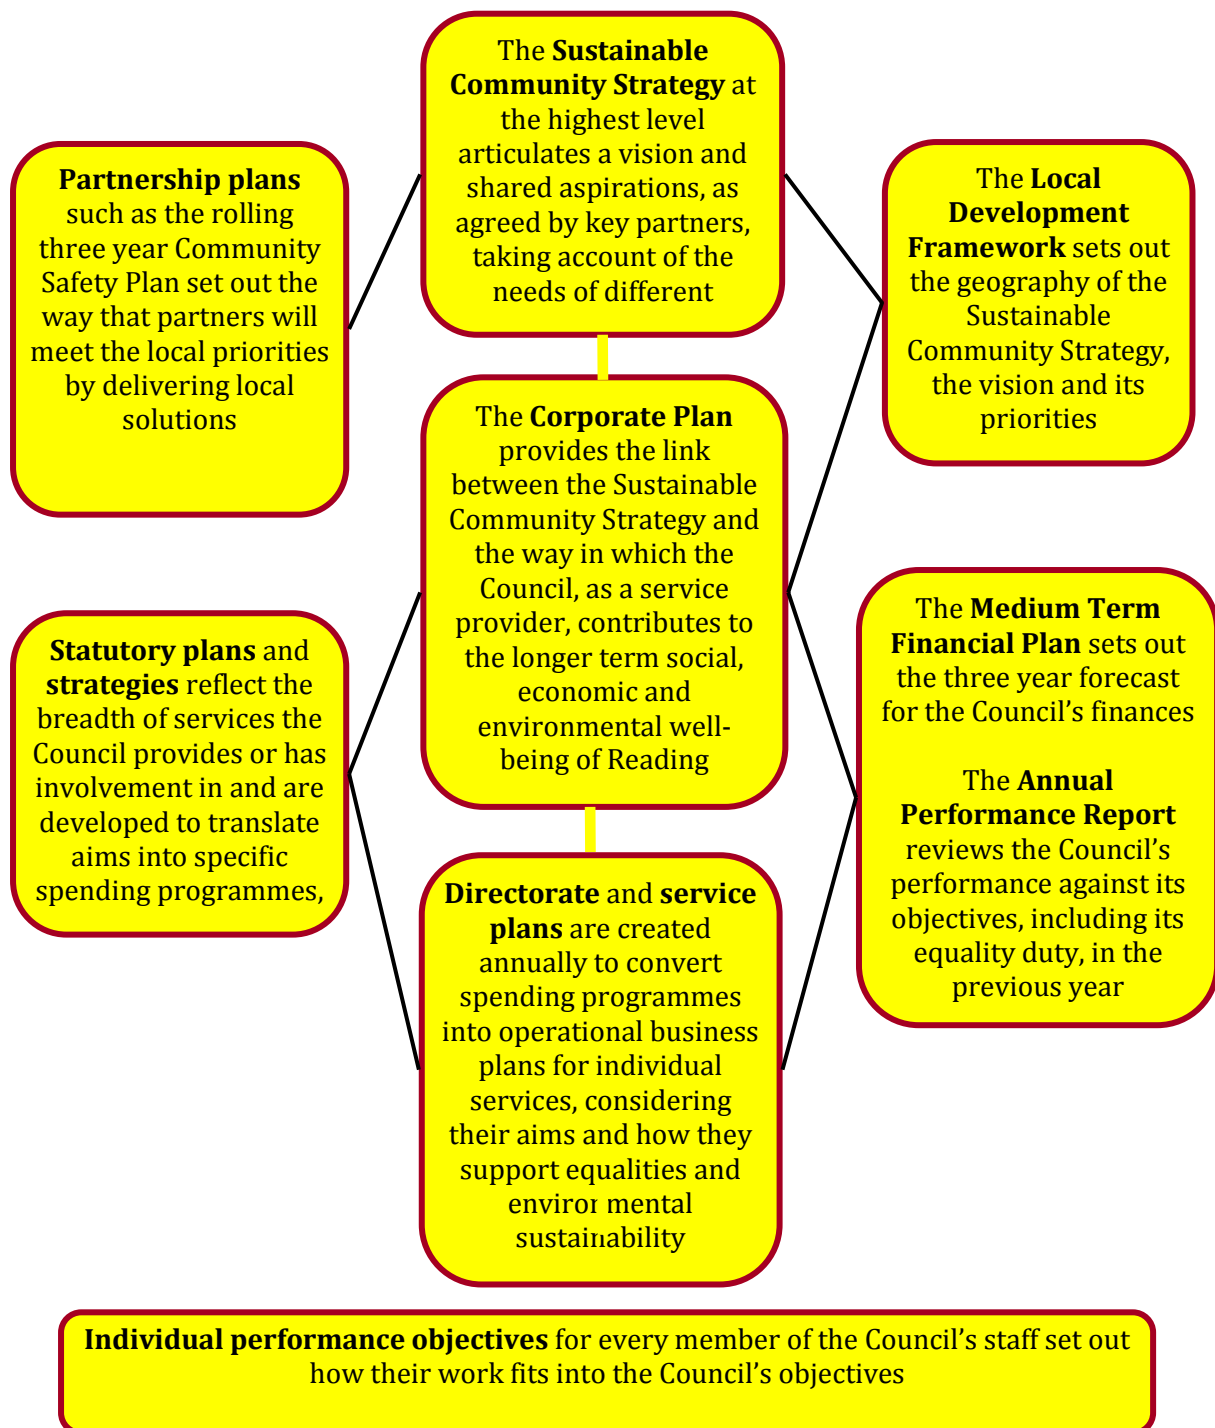 The Sustainable
Community Strategy at
the highest level
articulates a vision and
shared aspirations, as
agreed by key partners,
taking account of the
needs of different
Partnership plans
such as the rolling
three year Community
Safety Plan set out the
way that partners will
meet the local priorities
by delivering local
solutions
The Local
Development
Framework sets out
the geography of the
Sustainable
Community Strategy,
the vision and its
priorities
The Corporate Plan
provides the link
between the Sustainable
Community Strategy and
the way in which the
Council, as a service
provider, contributes to
the longer term social,
economic and
environmental well-
being of Reading
Statutory plans and
strategies reflect the
breadth of services the
Council provides or has
involvement in and are
developed to translate
aims into specific
spending programmes,
The Medium Term
Financial Plan sets out
the three year forecast
for the Council’s finances
The Annual
Performance Report
reviews the Council’s
performance against its
objectives, including its
equality duty, in the
previous year
Directorate and service
plans are created
annually to convert
spending programmes
into operational business
plans for individual
services, considering
their aims and how they
support equalities and
environmental
sustainability
Individual performance objectives for every member of the Council’s staff set out
how their work fits into the Council’s objectives